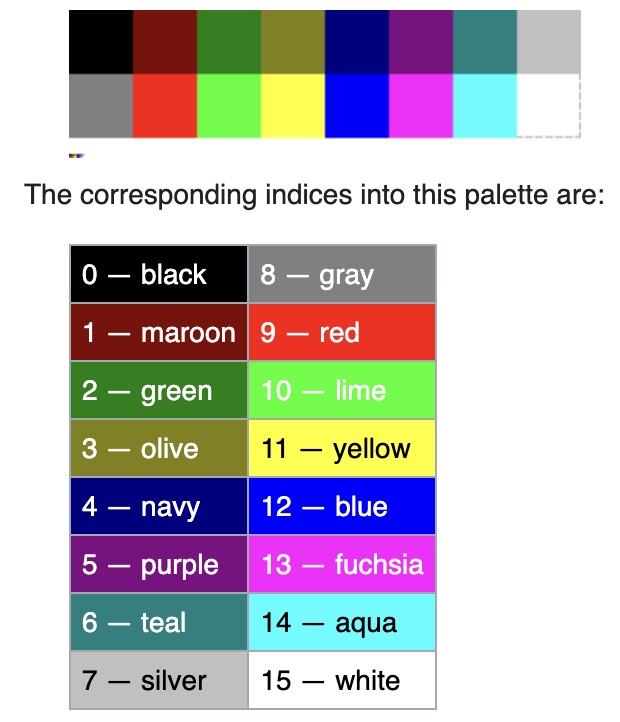 The corresponding indices into this palette are:
0 — black 8 — gray
1 — maroon 9 — red
2 — green 10 — lime
3 — olive 11 — yellow
4 — navy 12 — blue
5 — purple 13 — fuchsia
6 — teal 14 — aqua
7 — silver 15 — white